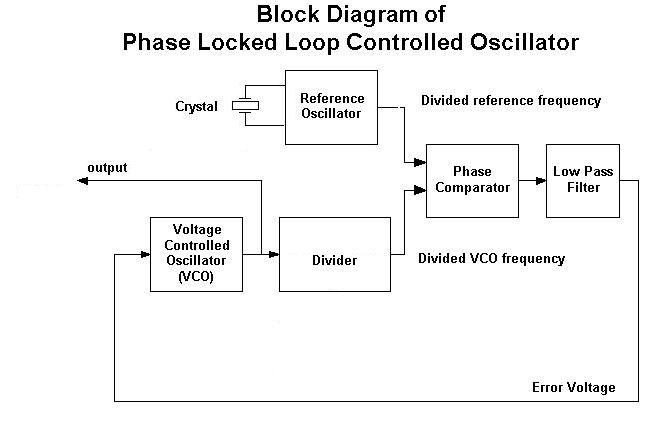 Block Diagram of
Phase Locked Loop Controlled Oscillator
Crystal
Reference
Oscillator
Divided reference frequency
output
Phase
Comparator
Low Pass
Filter
Voltage
Controlled
Oscillator
(VCO)
Divider
Divided VCO frequency
Error Voltage